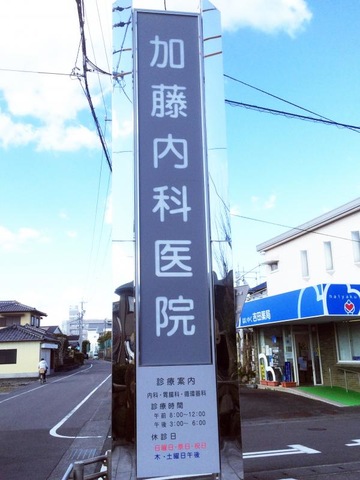 加藤内科医院
診療案内
内科・胃腸科・循環器科
診療時間
午前 8:00〜12:00
午後 3:00〜 6:00
休診日
日曜日・祭日・祝日
木・土曜日午後
吉田薬局